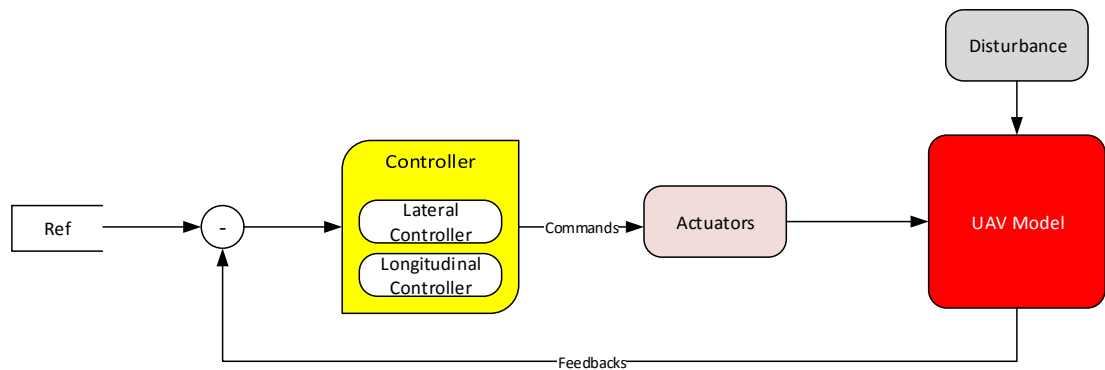 Disturbance
Controller
Ref
-
Lateral
Controller
Longitudinal
Controller
Commands
Actuators
UAV Model
Feedbacks